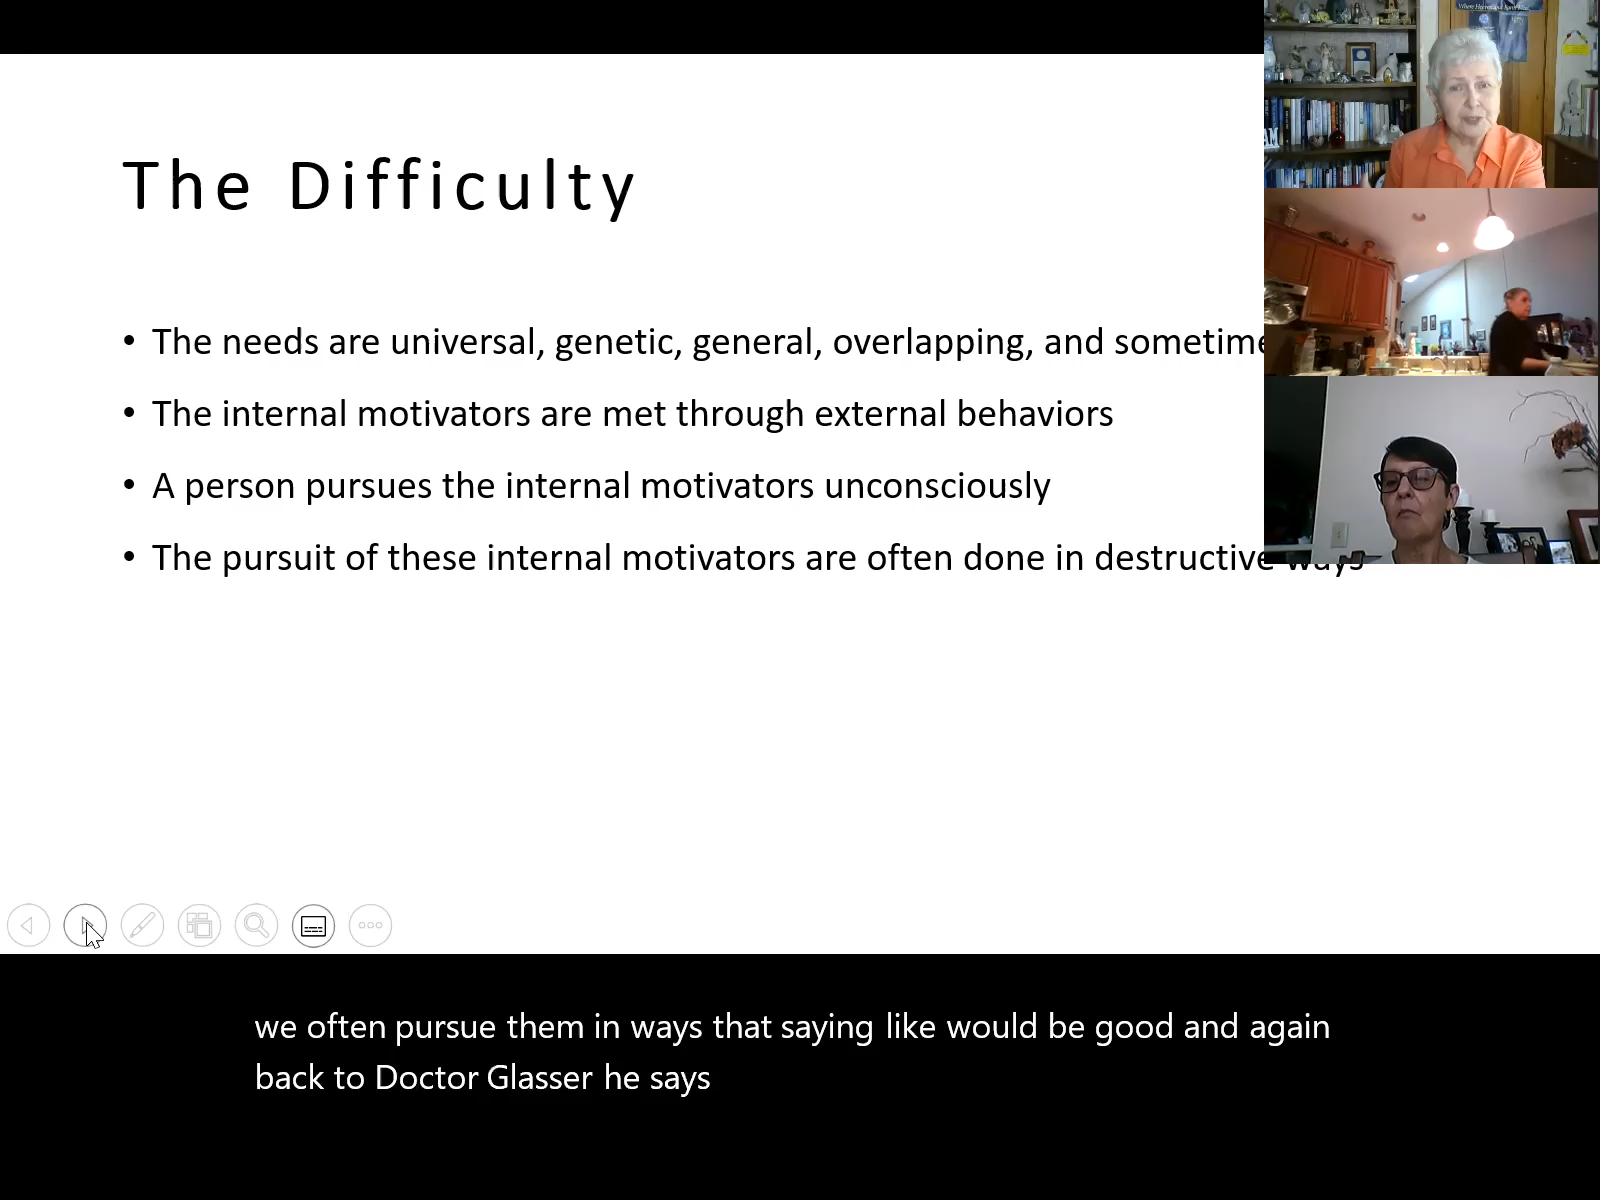 The Difficulty
• The needs are universal, genetic, general, overlapping, and
• The internal motivators are met through external behaviors
• A person pursues the internal motivators unconsciously
• The pursuit of these internal motivators are often done in destructive ways
we often pursue them in ways that saying like would be good and again
back to Doctor Glasser he says